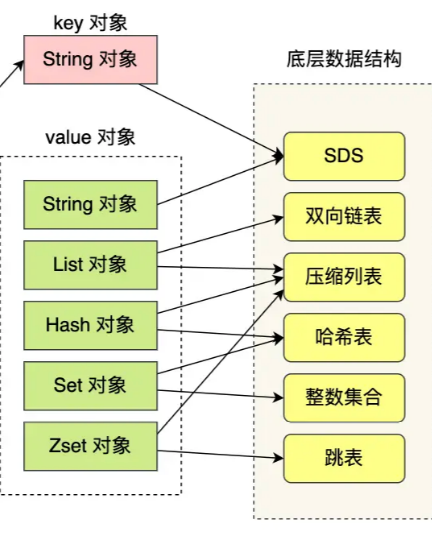 key 对象
String 对象
底层数据结构
value 对象
SDS
String 对象
双向链表
List 对象
压缩列表
Hash 对象
哈希表
Set 对象
整数集合
Zset 对象
跳表